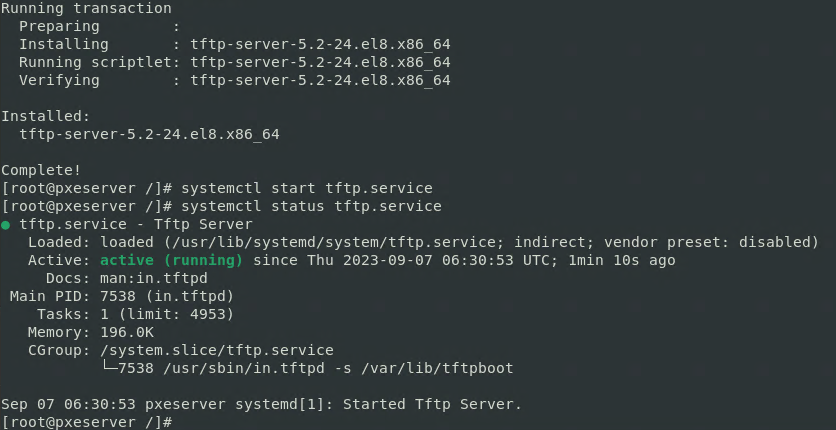 Running transaction
  Preparing        :
  Installing       : tftp-server-5.2-24.el8.x86_64
  Running scriptlet: tftp-server-5.2-24.el8.x86_64
  Verifying        : tftp-server-5.2-24.el8.x86_64

Installed:
  tftp-server-5.2-24.el8.x86_64

Complete!
[root@pxeserver /]# systemctl start tftp.service
[root@pxeserver /]# systemctl status tftp.service
● tftp.service - Tftp Server
   Loaded: loaded (/usr/lib/systemd/system/tftp.service; indirect; vendor preset: disabled)
   Active: active (running) since Thu 2023-09-07 06:30:53 UTC; 1min 10s ago
     Docs: man:in.tftpd
 Main PID: 7538 (in.tftpd)
    Tasks: 1 (limit: 4953)
   Memory: 196.0K
   CGroup: /system.slice/tftp.service
           └─7538 /usr/sbin/in.tftpd -s /var/lib/tftpboot

Sep 07 06:30:53 pxeserver systemd[1]: Started Tftp Server.
[root@pxeserver /]#